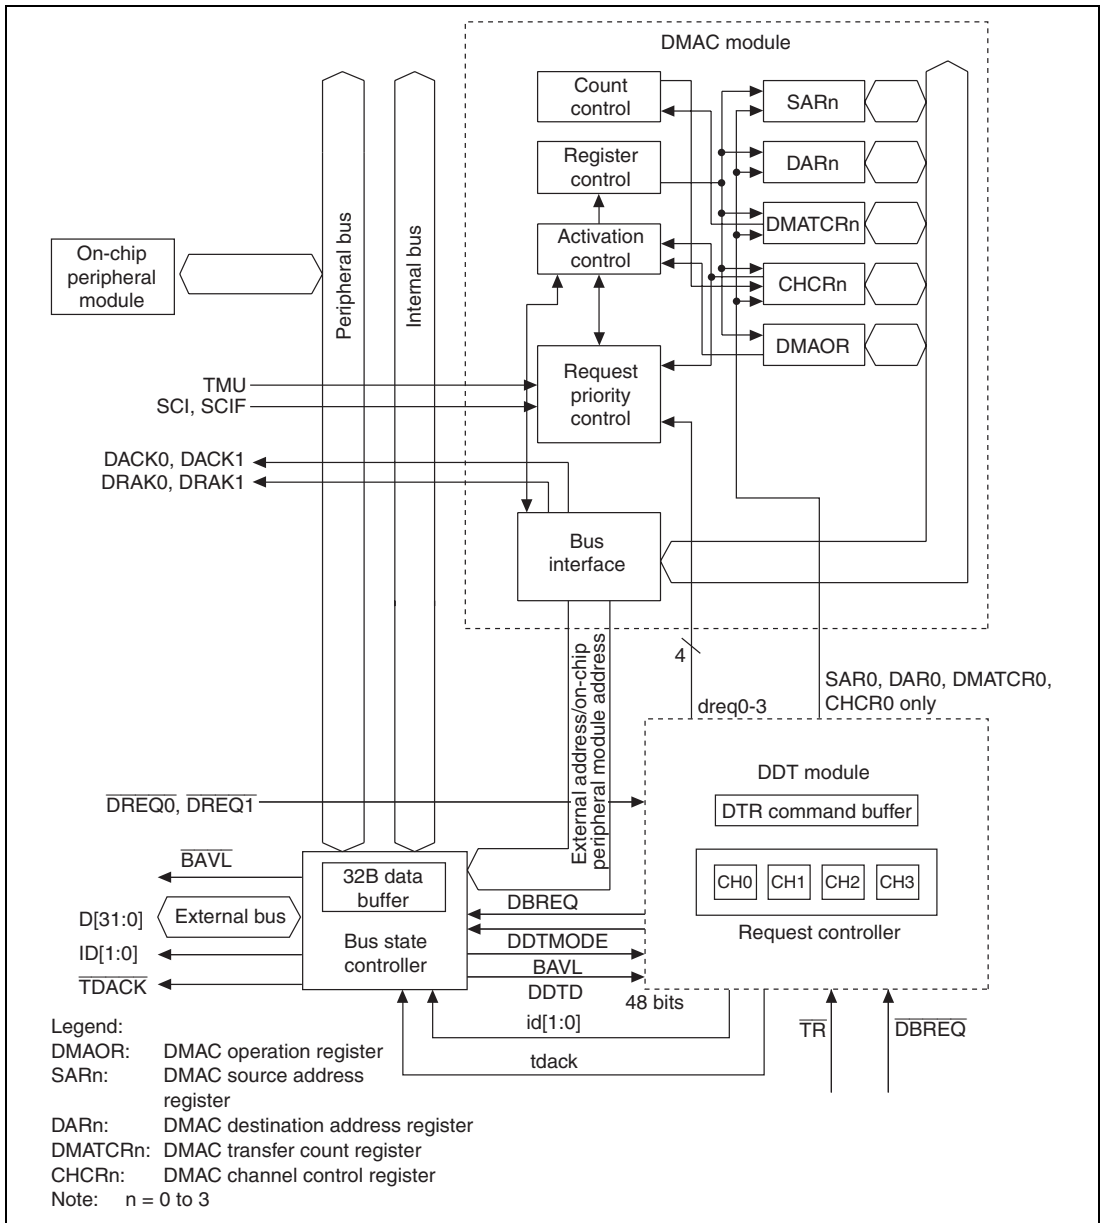 DMAC module
Count
control
SARn
Register
control
DARn
DMATCRn
Activation
control
CHCRn
DMAOR
On-chip
peripheral
module
Peripheral bus
Internal bus
Request
priority
control
TMU
SCI, SCIF
DACK0, DACK1
DRAK0, DRAK1
Bus
interface
External address/on-chip
peripheral module address
4
dreq0-3
SAR0, DAR0, DMATCR0,
CHCR0 only
DDT module
DTR command buffer
CH0 CH1 CH2 CH3
Request controller
DREQ0, DREQ1
BAVL
32B data
buffer
D[31:0]
External bus
Bus state
controller
ID[1:0]
TDACK
DBREQ
DDTMODE
BAVL
DDTD
48 bits
id[1:0]
tdack
TR
DBREQ
Legend:
DMAOR: DMAC operation register
SARn: DMAC source address
register
DARn: DMAC destination address register
DMATCRn: DMAC transfer count register
CHCRn: DMAC channel control register
Note: n = 0 to 3